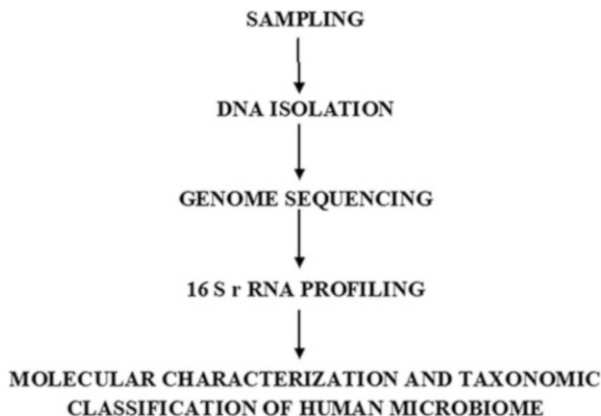 SAMPLING
DNA ISOLATION
GENOME SEQUENCING
16 S r RNA PROFILING
MOLECULAR CHARACTERIZATION AND TAXONOMIC
CLASSIFICATION OF HUMAN MICROBIOME